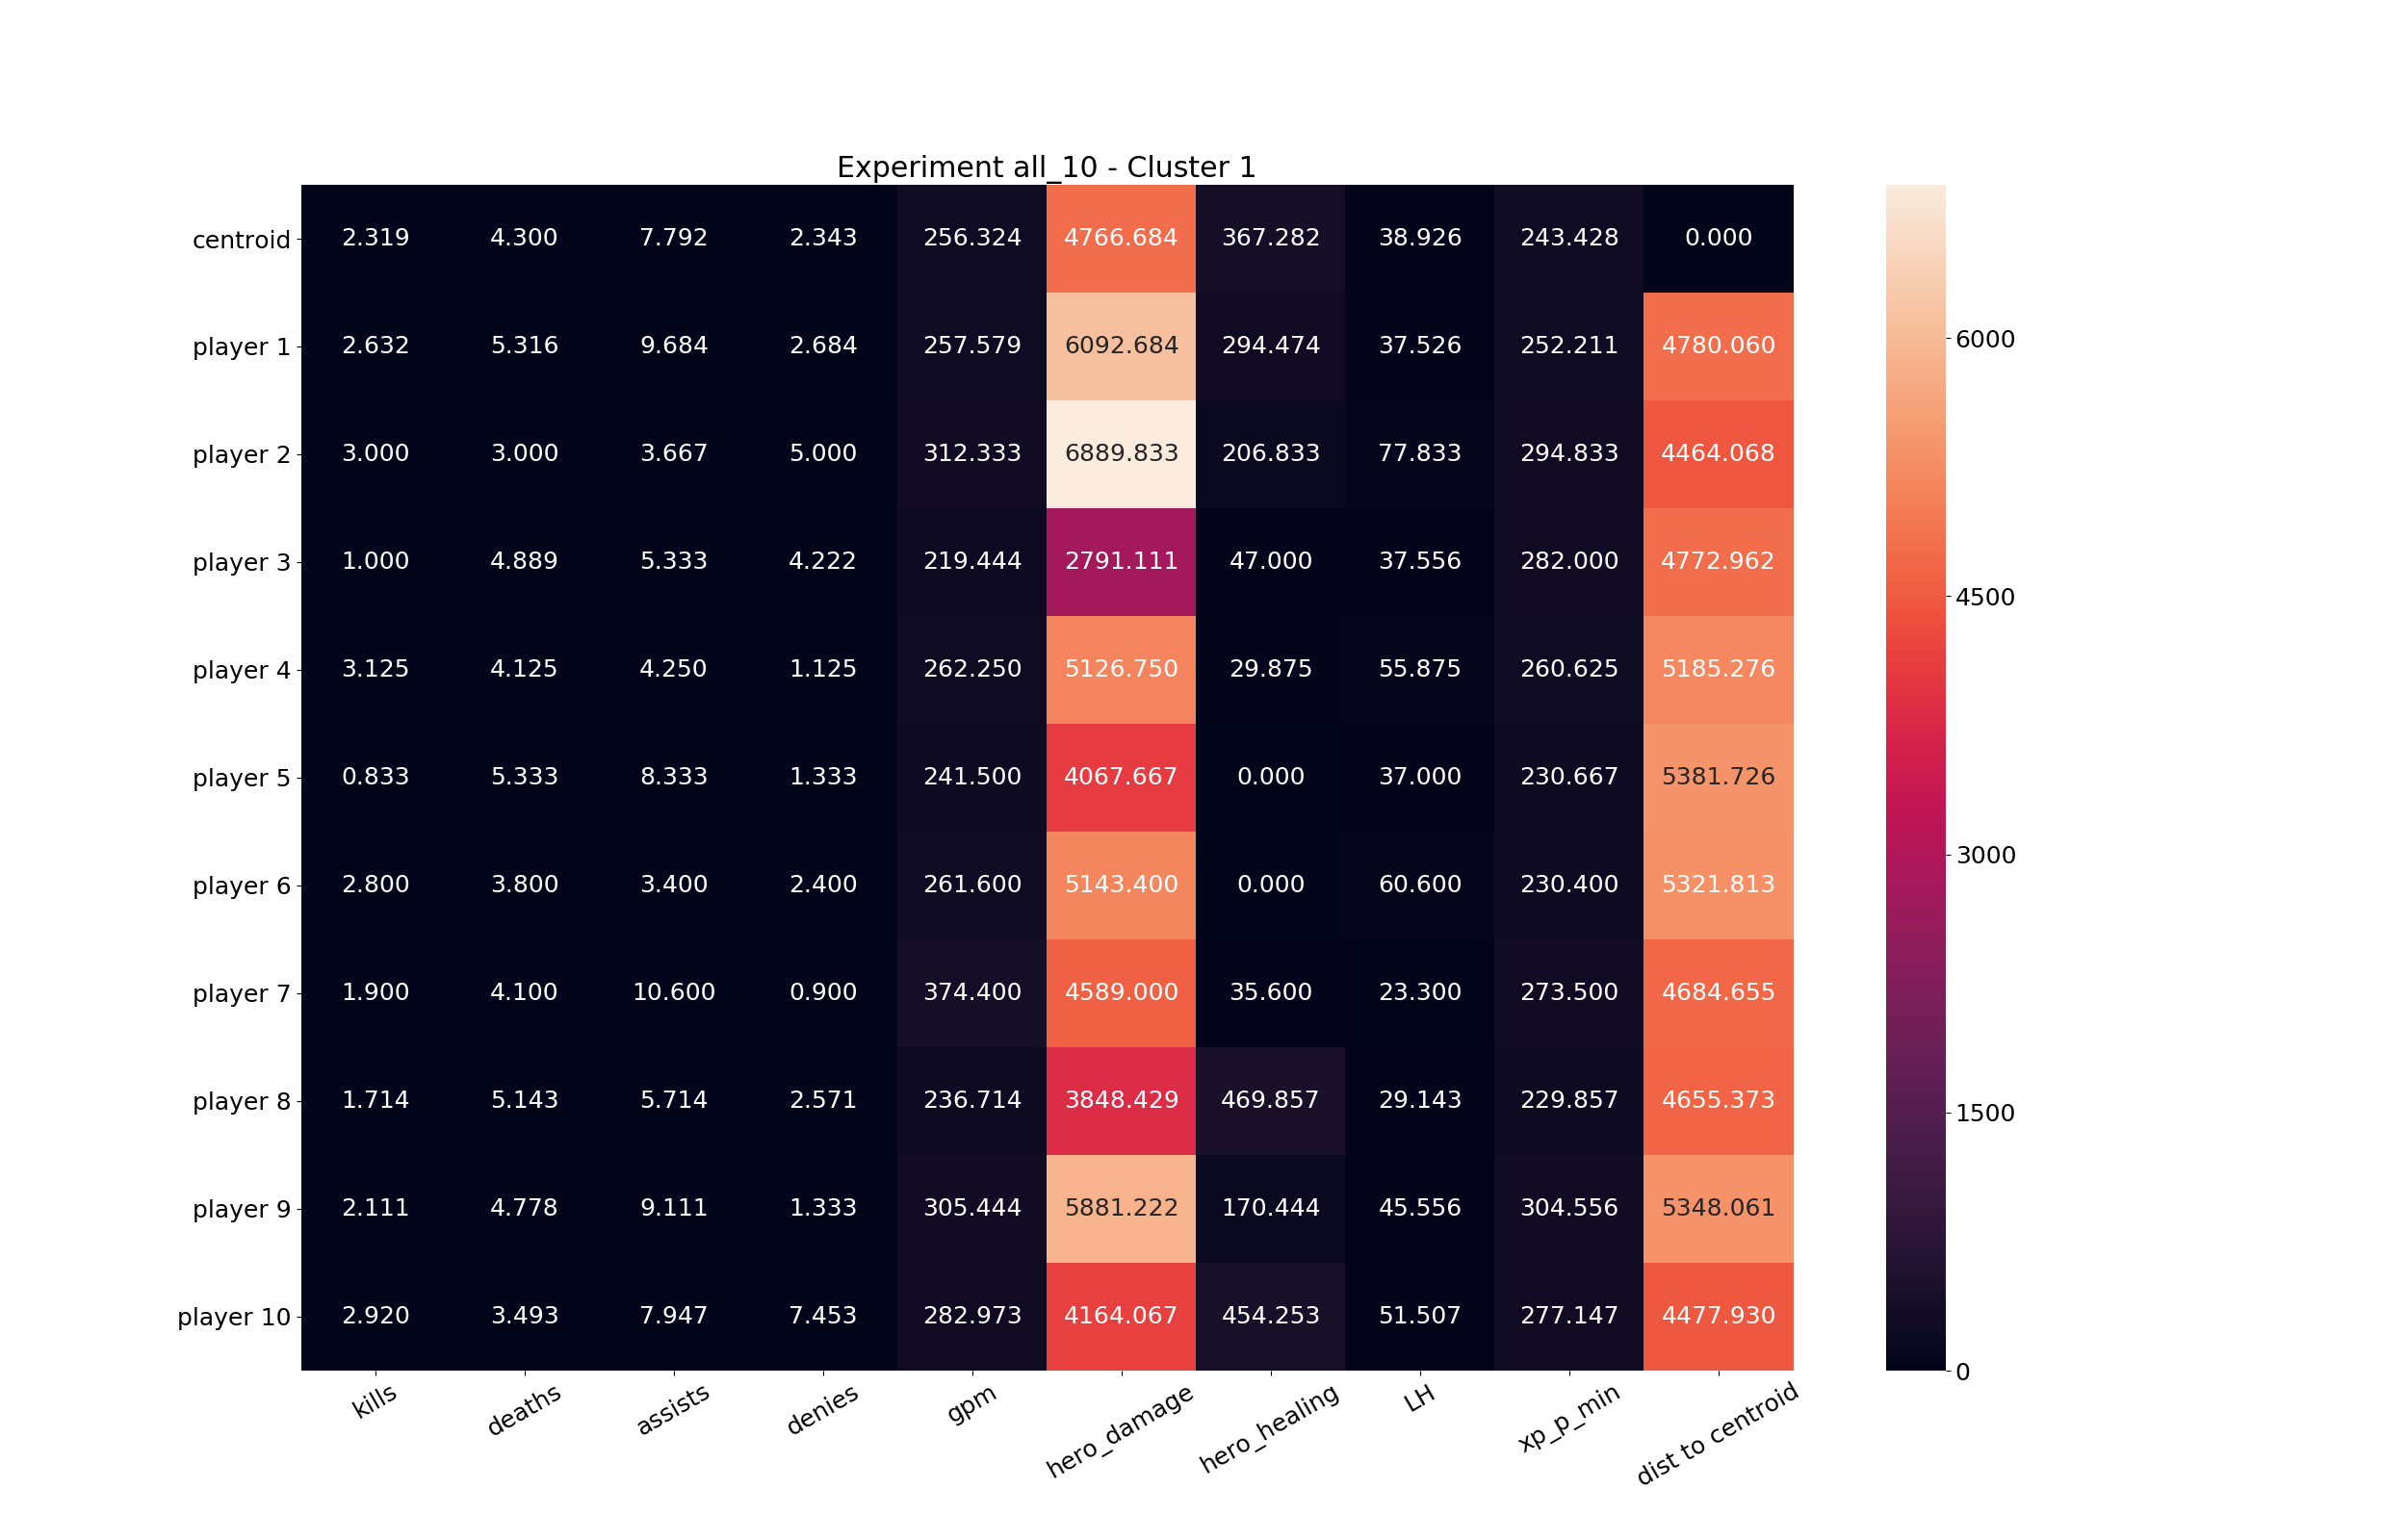 Experiment all_10 - Cluster 1
centroid 2.319 4.300 7.792 2.343 256.324 4766.684 367.282 38.926 243.428 0.000
player 1 2.632 5.316 9.684 2.684 257.579 6092.684 294.474 37.526 252.211 4780.060
player 2 3.000 3.000 3.667 5.000 312.333 6889.833 206.833 77.833 294.833 4464.068
player 3 1.000 4.889 5.333 4.222 219.444 2791.111 47.000 37.556 282.000 4772.962
player 4 3.125 4.125 4.250 1.125 262.250 5126.750 29.875 55.875 260.625 5185.276
player 5 0.833 5.333 8.333 1.333 241.500 4067.667 0.000 37.000 230.667 5381.726
player 6 2.800 3.800 3.400 2.400 261.600 5143.400 0.000 60.600 230.400 5321.813
player 7 1.900 4.100 10.600 0.900 374.400 4589.000 35.600 23.300 273.500 4684.655
player 8 1.714 5.143 5.714 2.571 236.714 3848.429 469.857 29.143 229.857 4655.373
player 9 2.111 4.778 9.111 1.333 305.444 5881.222 170.444 45.556 304.556 5348.061
player 10 2.920 3.493 7.947 7.453 282.973 4164.067 454.253 51.507 277.147 4477.930
kills deaths assists denies gpm hero_damage hero_healing LH xp_p_min dist to centroid
6000
4500
3000
1500
0